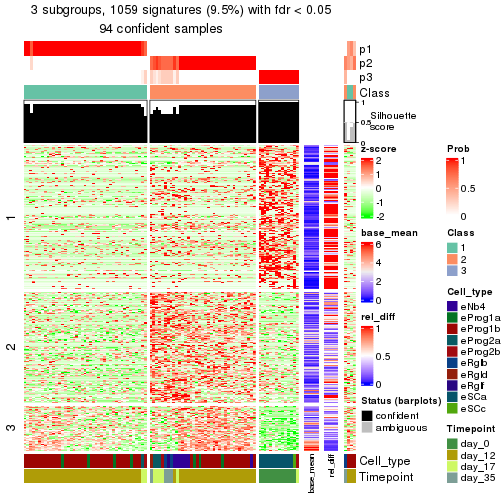 3 subgroups, 1059 signatures (9.5%) with fdr < 0.05
94 confident samples
p1
p2
p3
Class
1
0.5
0
Silhouette
score
1
2
3
z-score
2
1
0
-1
-2
base_mean
6
4
2
0
rel_diff
1
0.5
0
Status (barplots)
confident
ambiguous
Prob
1
0.5
0
Class
1
2
3
Cell_type
eNb4
eProg1a
eProg1b
eProg2a
eProg2b
eRglb
eRgld
eRglf
eSCa
eSCc
Timepoint
day_0
day_12
day_17
day_35
Cell_type
Timepoint
base_mean
rel_diff